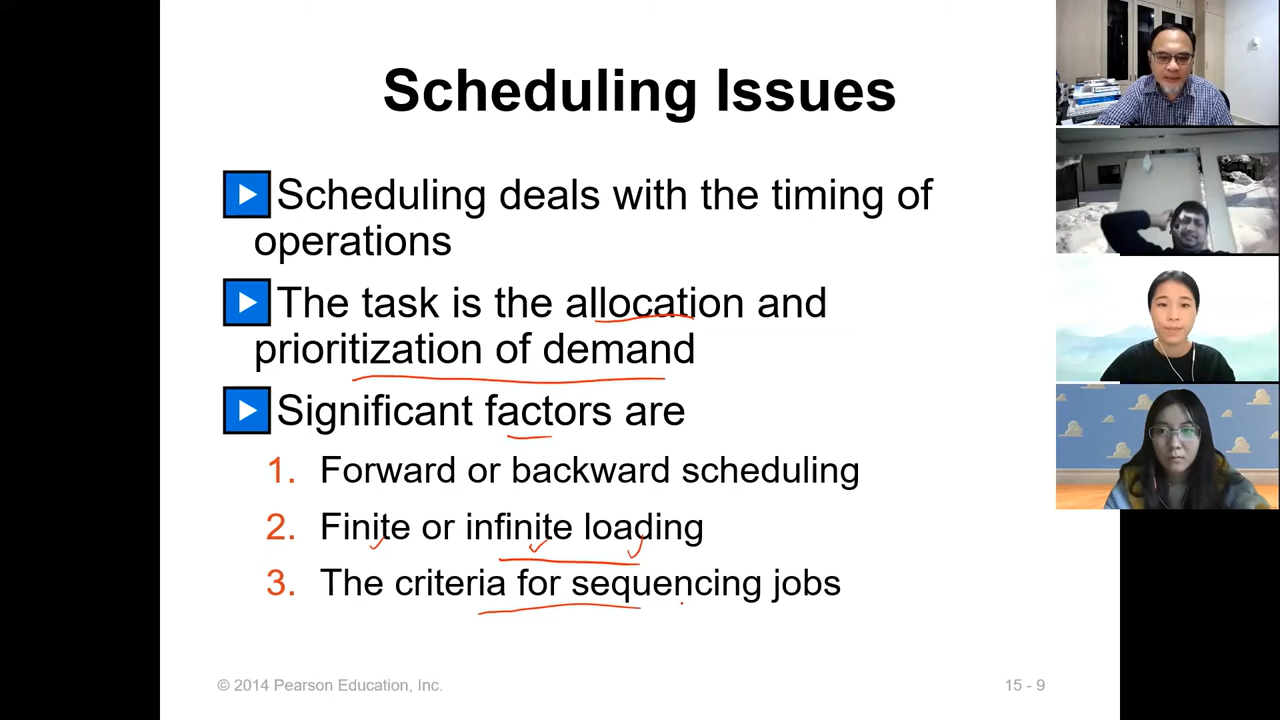 Scheduling Issues
Scheduling deals with the timing of
operations
The task is the allocation and
prioritization of demand
Significant factors are
1. Forward or backward scheduling
2. Finite or infinite loading
3. The criteria for sequencing jobs
© 2014 Pearson Education, Inc.
15 - 9